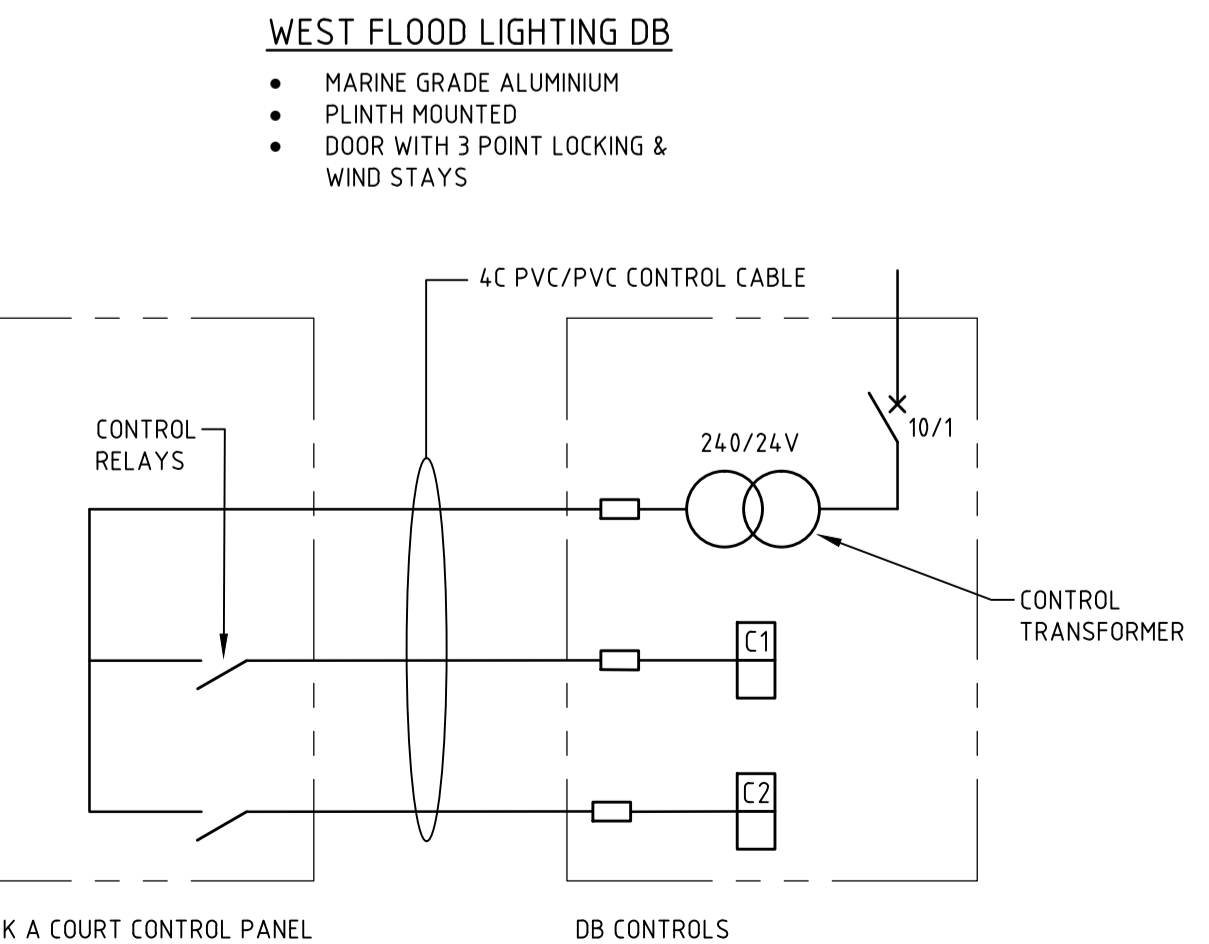 WEST FLOOD LIGHTING DB
• MARINE GRADE ALUMINIUM
• PLINTH MOUNTED
• DOOR WITH 3 POINT LOCKING &
WIND STAYS
4C PVC/PVC CONTROL CABLE
CONTROL
RELAYS
240/24V
10/1
CONTROL
TRANSFORMER
C1
C2
K A COURT CONTROL PANEL
DB CONTROLS